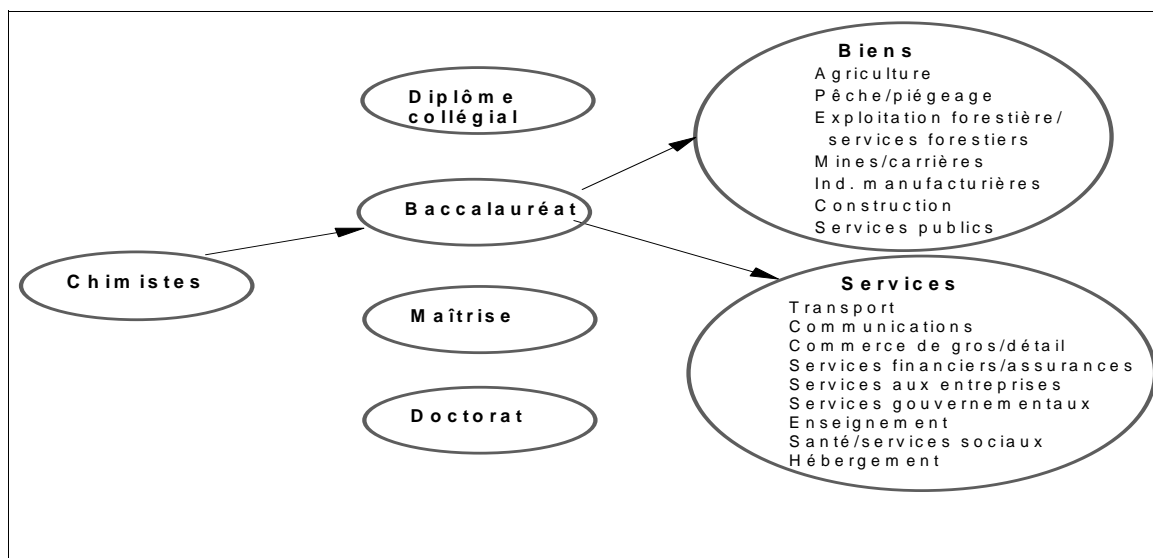 Chimistes
Diplôme
collégial
Baccalauréat
Maîtrise
Doctorat
Biens
Agriculture
Pêche/piégeage
Exploitation forestière/
services forestiers
Mines/carrières
Ind. manufacturières
Construction
Services publics
Services
Transport
Communications
Commerce de gros/détail
Services financiers/assurances
Services aux entreprises
Services gouvernementaux
Enseignement
Santé/services sociaux
Hébergement